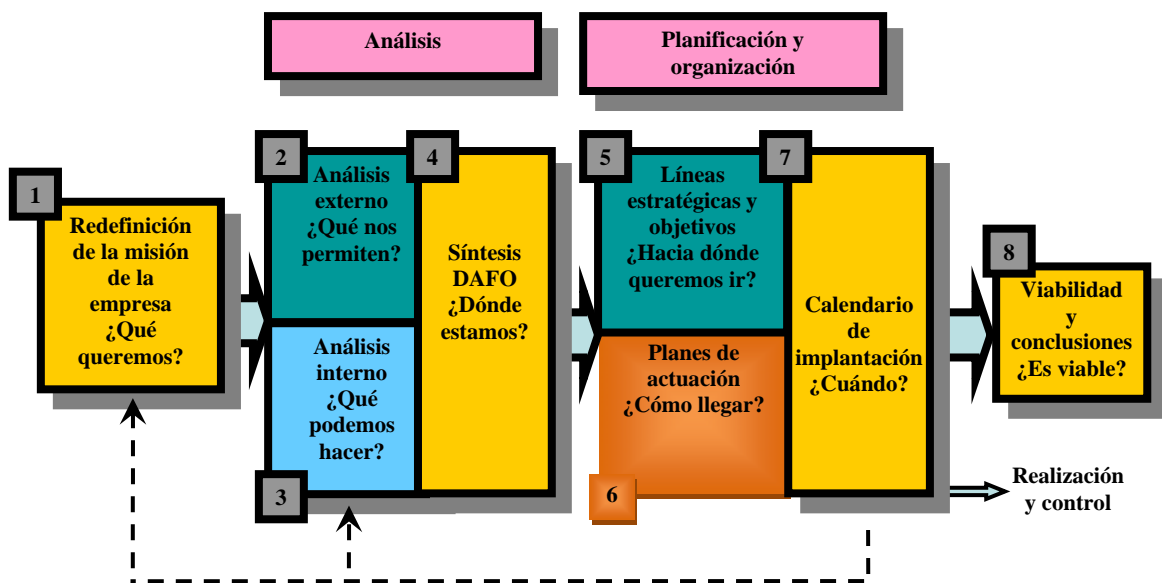 Análisis
Planificación y
organización
1
Redefinición
de la misión
de la
empresa
¿Qué
queremos?
2
Análisis
externo
¿Qué nos
permiten?
3
Análisis
interno
¿Qué
podemos
hacer?
4
Síntesis
DAFO
¿Dónde
estamos?
5
Líneas
estratégicas y
objetivos
¿Hacia dónde
queremos ir?
6
Planes de
actuación
¿Cómo llegar?
7
Calendario
de
implantación
¿Cuándo?
8
Viabilidad
y
conclusiones
¿Es viable?
Realización
y control